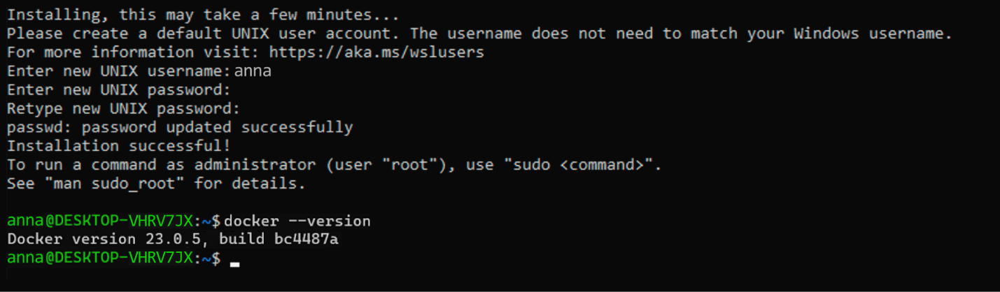 Installing, this may take a few minutes...
Please create a default UNIX user account. The username does not need to match your Windows username.
For more information visit: https://aka.ms/wslusers
Enter new UNIX username:anna
Enter new UNIX password:
Retype new UNIX password:
passwd: password updated successfully
Installation successful!
To run a command as administrator (user "root"), use "sudo <command>".
See "man sudo_root" for details.
anna@DESKTOP-VHRV7JX:~$ docker --version
Docker version 23.0.5, build bc4487a
anna@DESKTOP-VHRV7JX:~$ _